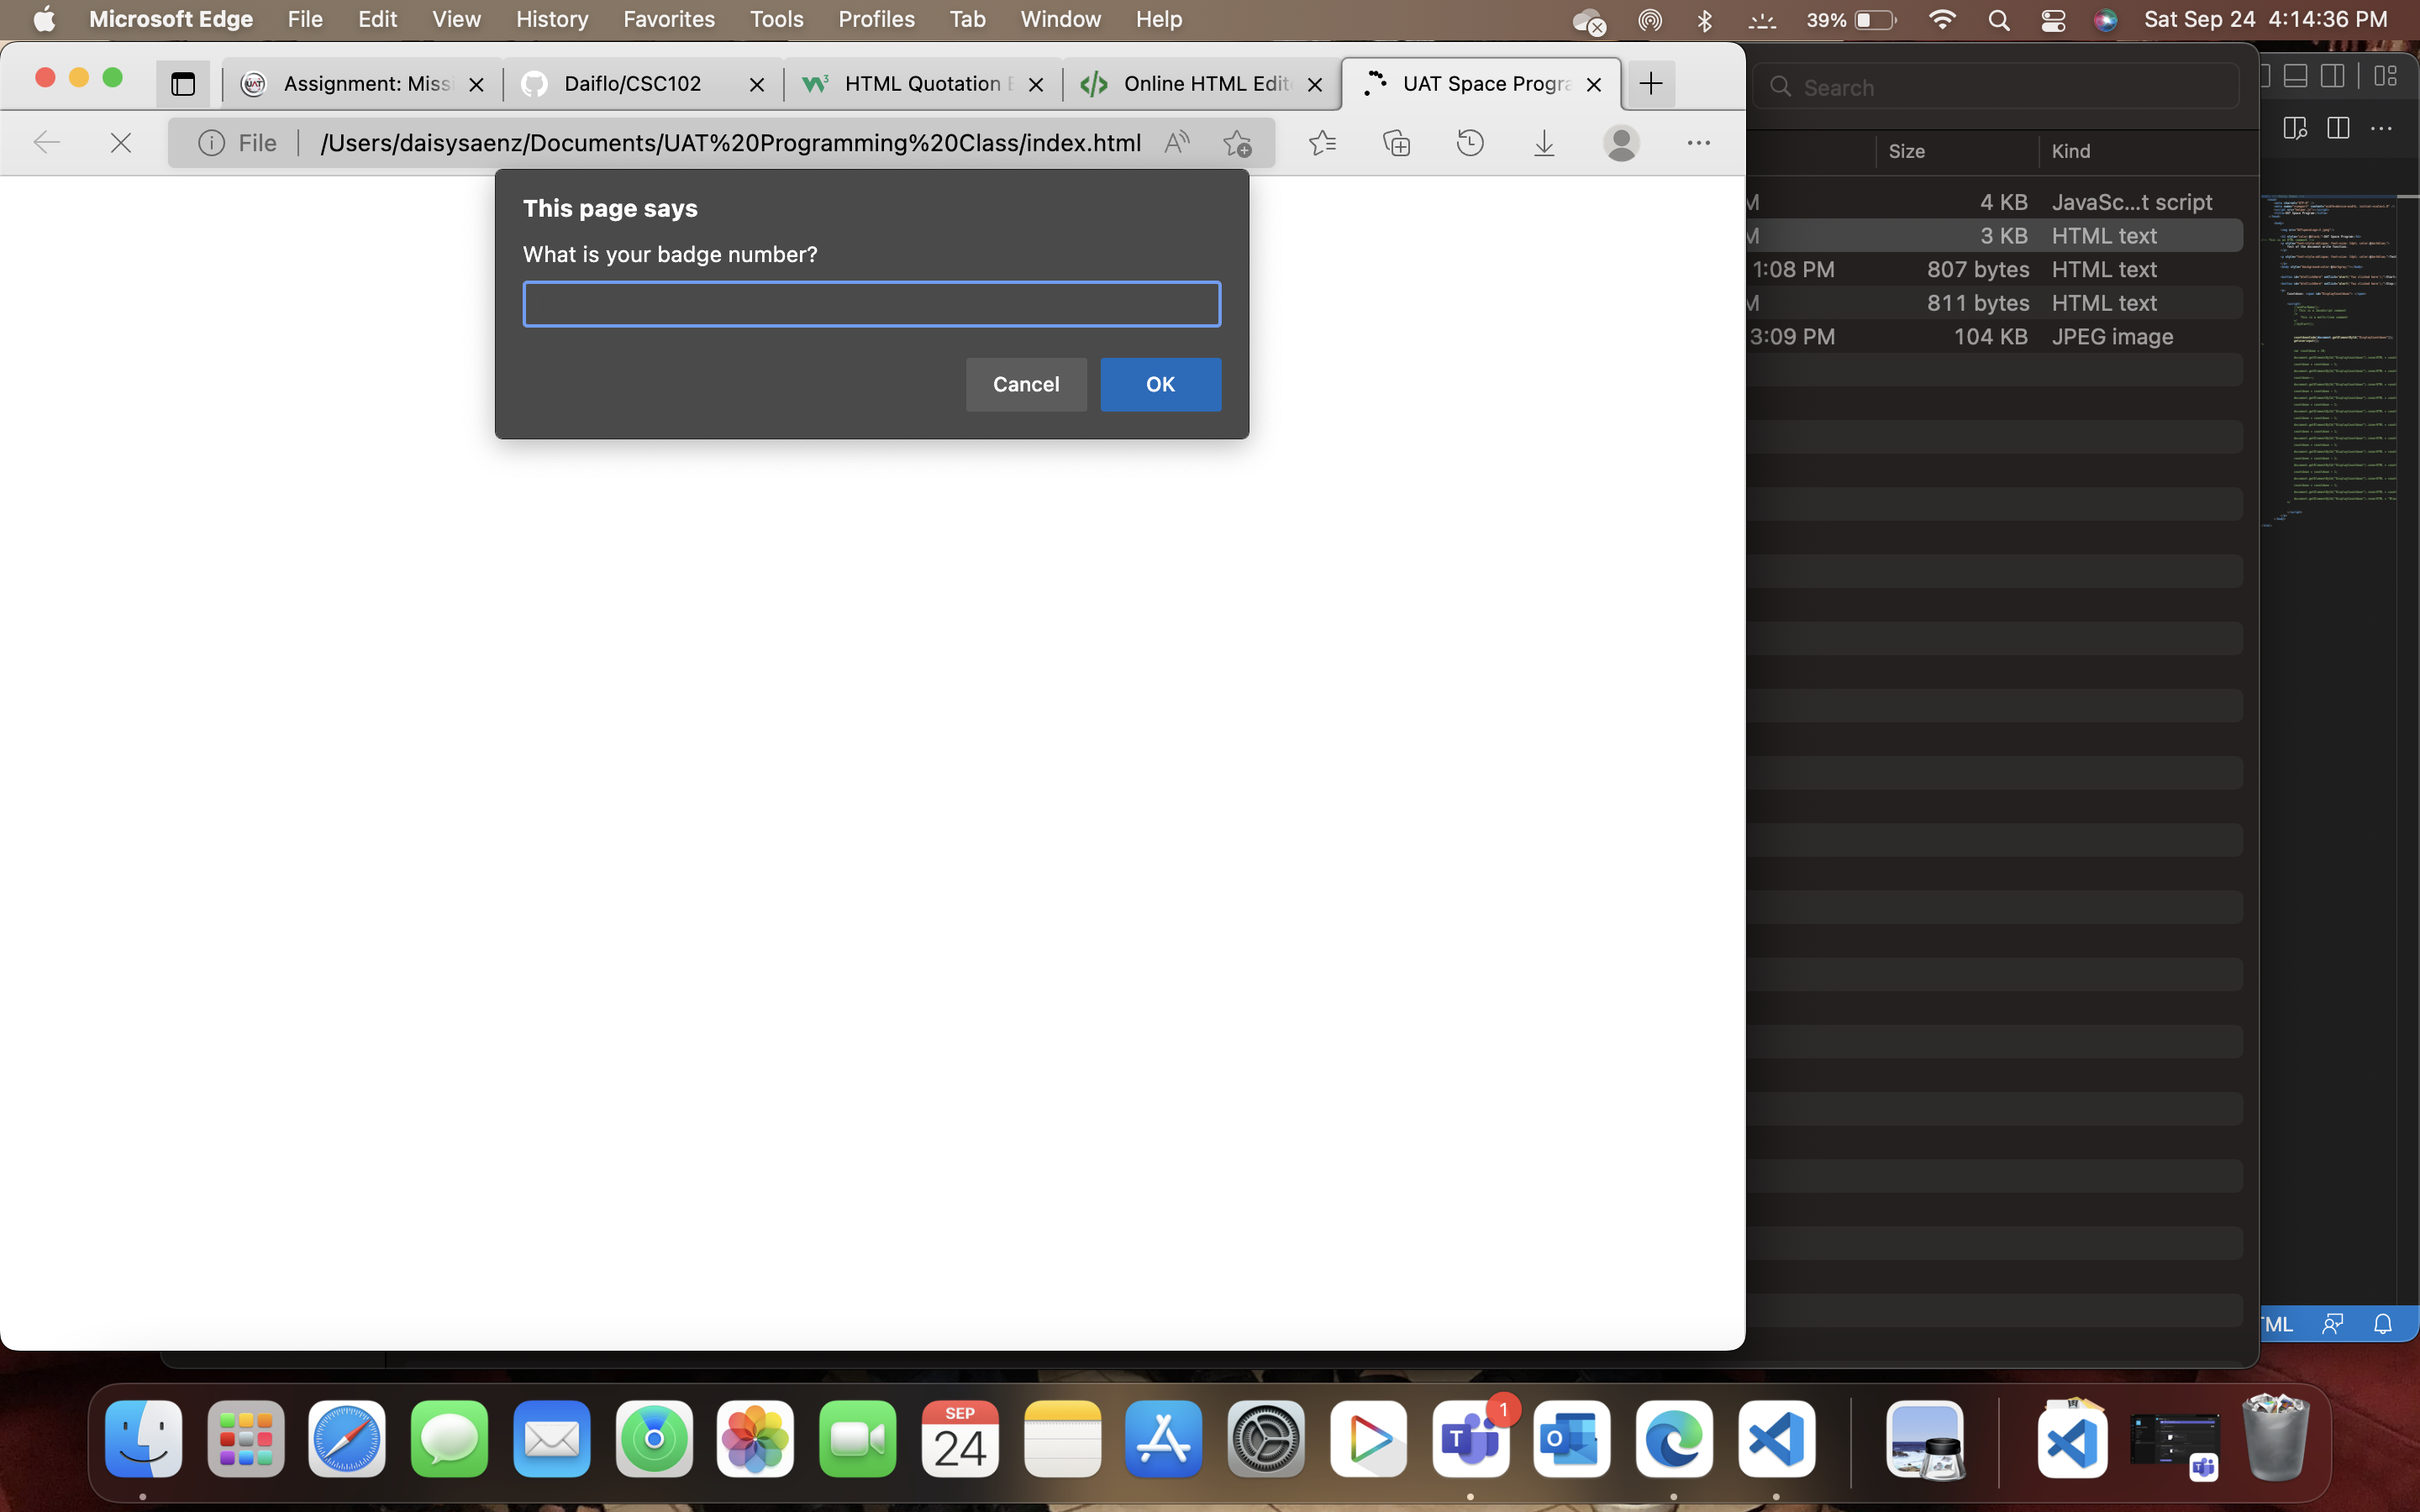 Microsoft Edge File Edit View History Favorites Tools Profiles Tab Window Help 39% Sat Sep 24 4:14:36 PM
Assignment: Miss Daiflo/CSC102 HTML Quotation Online HTML Edit UAT Space Progra
File /Users/daisysaenz/Documents/UAT%20Programming%20Class/index.html
Search
Size Kind
This page says
What is your badge number?
Cancel OK
M 4 KB JavaSc...t script
M 3 KB HTML text
1:08 PM 807 bytes HTML text
M 811 bytes HTML text
3:09 PM 104 KB JPEG image
TML
SEP
24
1